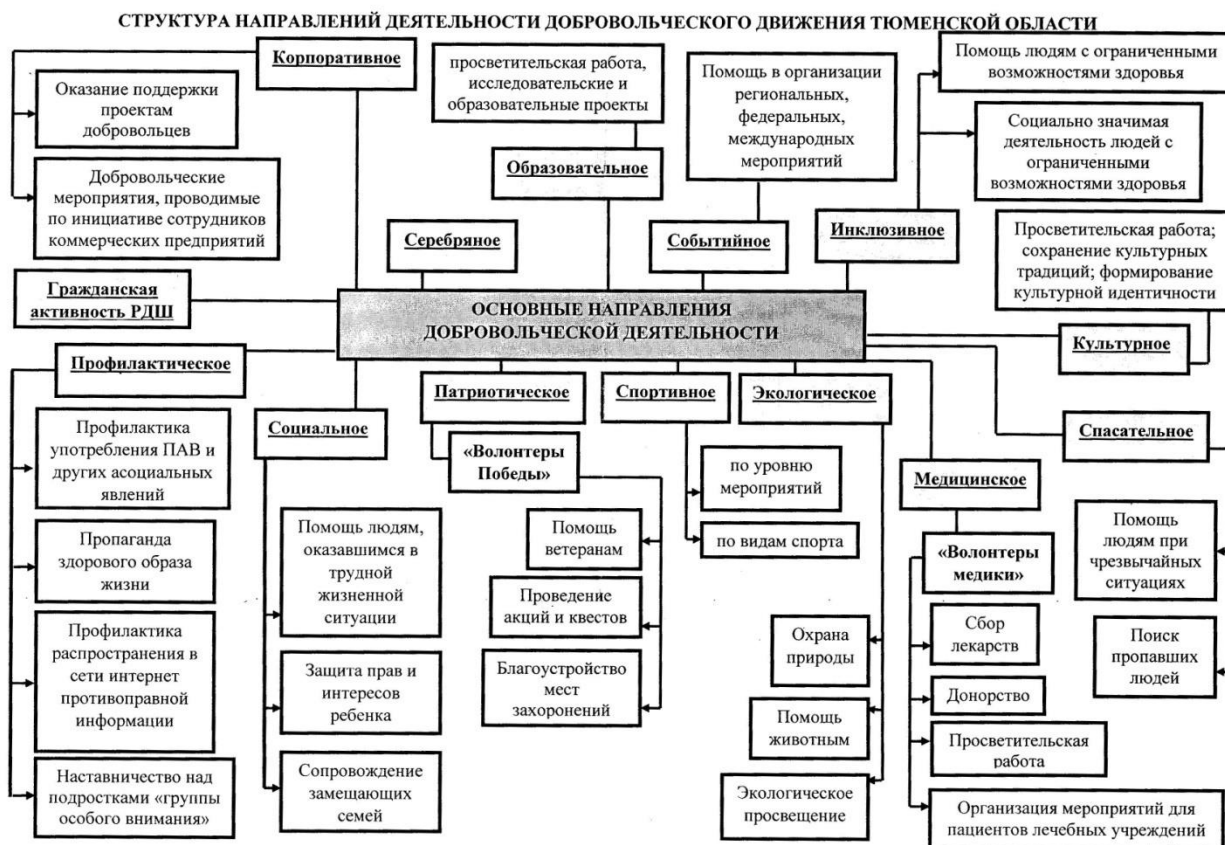 СТРУКТУРА НАПРАВЛЕНИЙ ДЕЯТЕЛЬНОСТИ ДОБРОВОЛЬЧЕСКОГО ДВИЖЕНИЯ ТЮМЕНСКОЙ ОБЛАСТИ
Корпоративное
Оказание поддержки
проектам
добровольцев
Добровольческие
мероприятия, проводимые
по инициативе сотрудников
коммерческих предприятий
просветительская работа,
исследовательские и
образовательные проекты
Образовательное
Серебряное
Помощь в организации
региональных,
федеральных,
международных
мероприятий
Событийное
Помощь людям с ограниченными
возможностями здоровья
Социально значимая
деятельность людей с
ограниченными
возможностями здоровья
Инклюзивное
Просветительская работа;
сохранение культурных
традиций; формирование
культурной идентичности
Гражданская
активность РДШ
ОСНОВНЫЕ НАПРАВЛЕНИЯ
ДОБРОВОЛЬЧЕСКОЙ ДЕЯТЕЛЬНОСТИ
Культурное
Профилактическое
Профилактика
употребления ПАВ и
других асоциальных
явлений
Пропаганда
здорового образа
жизни
Профилактика
распространения в
сети интернет
противоправной
информации
Наставничество над
подростками «группы
особого внимания»
Социальное
Помощь людям,
оказавшимся в
трудной
жизненной
ситуации
Защита прав и
интересов
ребенка
Сопровождение
замещающих
семей
Патриотическое
«Волонтеры
Победы»
Помощь
ветеранам
Проведение
акций и квестов
Благоустройство
мест
захоронений
Спортивное
по уровню
мероприятий
по видам спорта
Экологическое
Охрана
природы
Помощь
животным
Экологическое
просвещение
Медицинское
«Волонтеры
медики»
Сбор
лекарств
Донорство
Просветительская
работа
Организация мероприятий для
пациентов лечебных учреждений
Спасательное
Помощь
людям при
чрезвычайных
ситуациях
Поиск
пропавших
людей